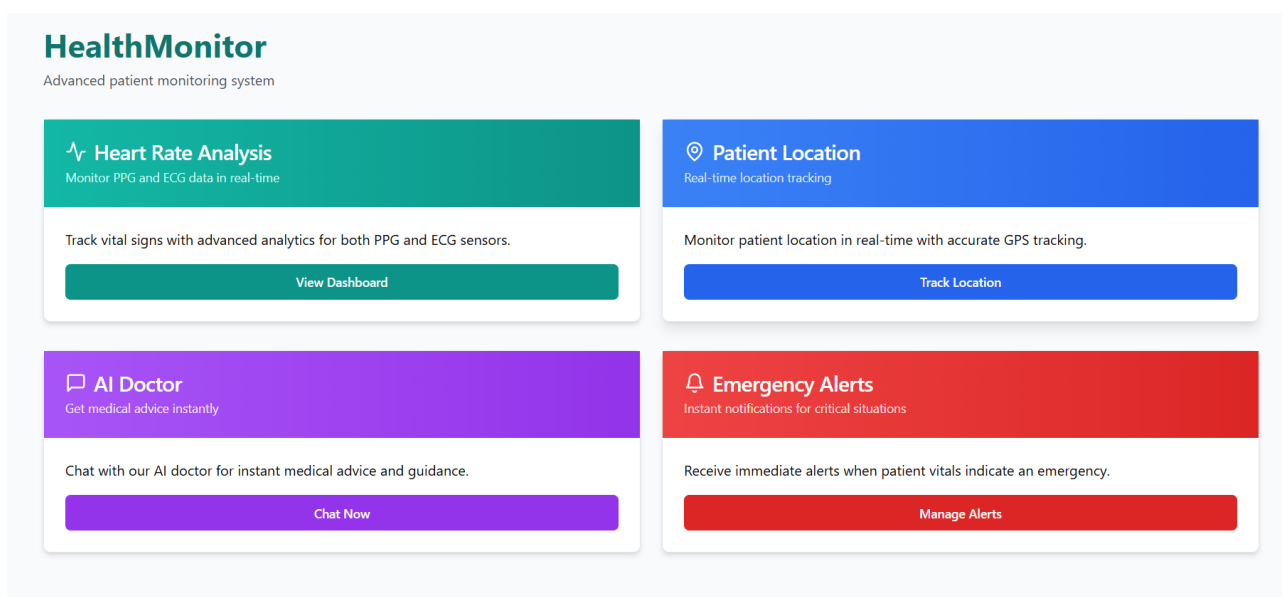 HealthMonitor
Advanced patient monitoring system
Heart Rate Analysis
Monitor PPG and ECG data in real-time
Track vital signs with advanced analytics for both PPG and ECG sensors.
View Dashboard
Patient Location
Real-time location tracking
Monitor patient location in real-time with accurate GPS tracking.
Track Location
AI Doctor
Get medical advice instantly
Chat with our AI doctor for instant medical advice and guidance.
Chat Now
Emergency Alerts
Instant notifications for critical situations
Receive immediate alerts when patient vitals indicate an emergency.
Manage Alerts